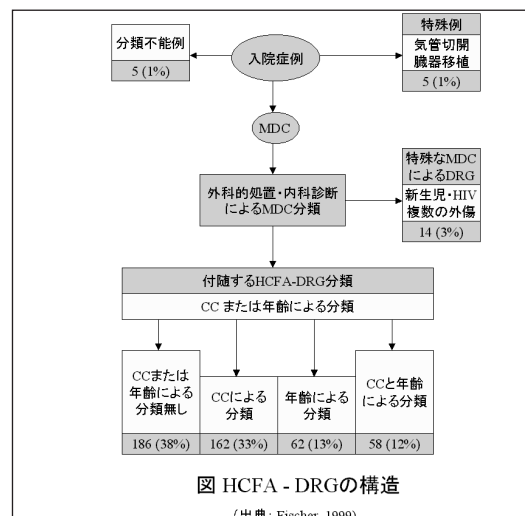 分類不能例
5 (1%)
入院症例
特殊例
気管切開
臓器移植
5 (1%)
MDC
外科的処置・内科診断
によるMDC分類
特殊なMDC
によるDRG
新生児・HIV
複数の外傷
14 (3%)
付随するHCFA-DRG分類
CC または年齢による分類
CCまたは
年齢による
分類無し
186 (38%)
CCによる
分類
162 (33%)
年齢による
分類
62 (13%)
CCと年齢
による分類
58 (12%)
図 HCFA - DRGの構造
(出典: Fischer, 1999)